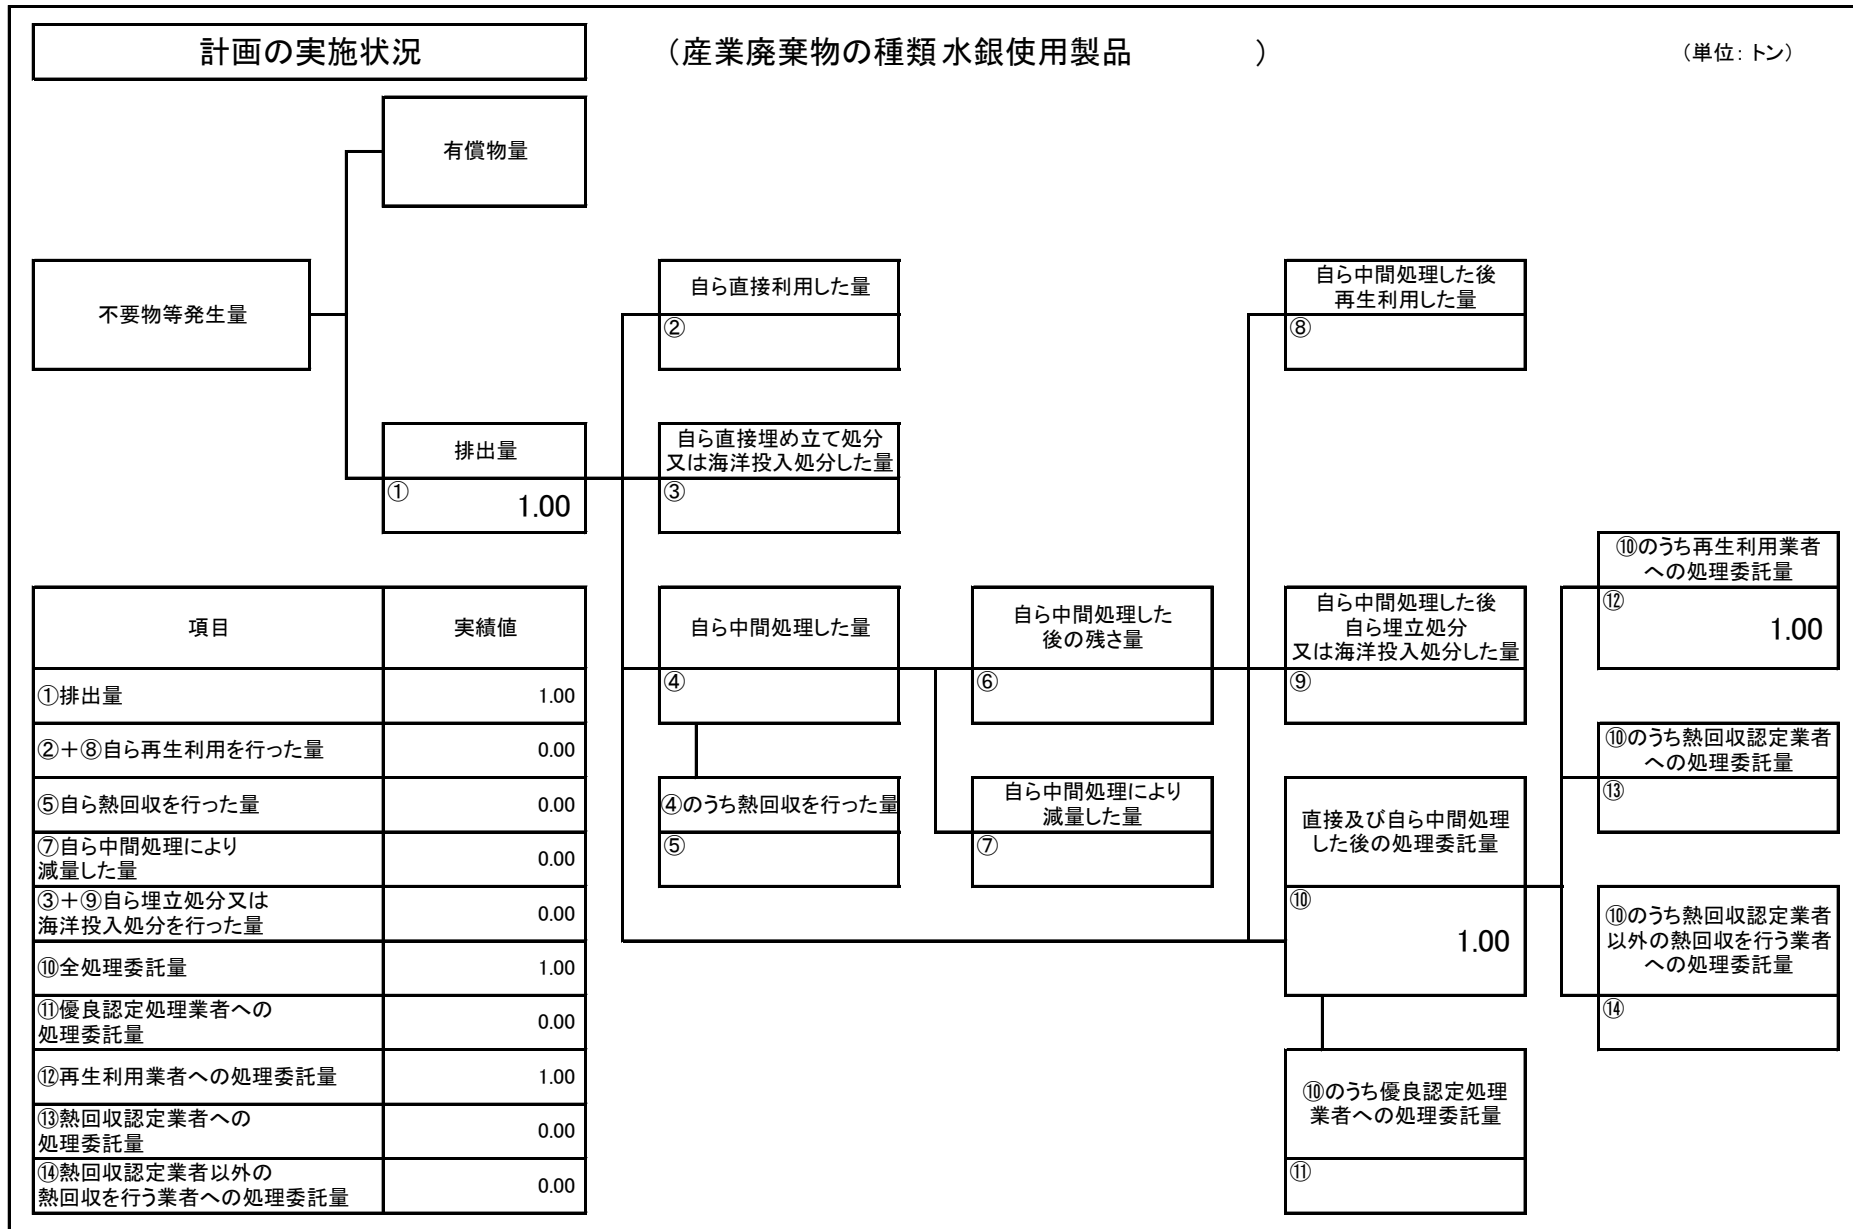 計画の実施状況
（産業廃棄物の種類 水銀使用製品　　　　）
（単位：トン）
有償物量
不要物等発生量
自ら直接利用した量
②
自ら中間処理した後
再生利用した量
⑧
排出量
① 1.00
自ら直接埋め立て処分
又は海洋投入処分した量
③
⑩のうち再生利用業者
への処理委託量
⑫ 1.00
自ら中間処理した量
④
自ら中間処理した
後の残さ量
⑥
自ら中間処理した後
自ら埋立処分
又は海洋投入処分した量
⑨
⑩のうち熱回収認定業者
への処理委託量
⑬
④のうち熱回収を行った量
⑤
自ら中間処理により
減量した量
⑦
直接及び自ら中間処理
した後の処理委託量
⑩
1.00
⑩のうち熱回収認定業者
以外の熱回収を行う業者
への処理委託量
⑭
⑩のうち優良認定処理
業者への処理委託量
⑪
項目 実績値
①排出量 1.00
②＋⑧自ら再生利用を行った量 0.00
⑤自ら熱回収を行った量 0.00
⑦自ら中間処理により
減量した量 0.00
③＋⑨自ら埋立処分又は
海洋投入処分を行った量 0.00
⑩全処理委託量 1.00
⑪優良認定処理業者への
処理委託量 0.00
⑫再生利用業者への処理委託量 1.00
⑬熱回収認定業者への
処理委託量 0.00
⑭熱回収認定業者以外の
熱回収を行う業者への処理委託量 0.00